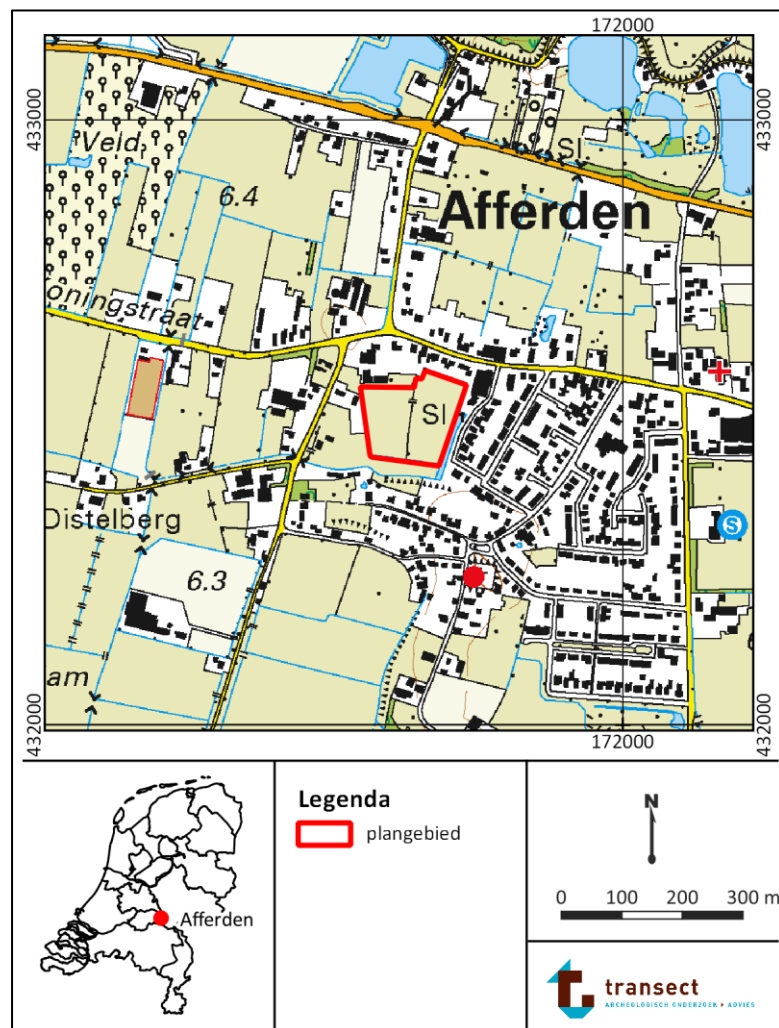 172000
433000
433000
Veld
Sl
6.4
Afferden
oningstraat
Sl
Distelberg
S
6.3
am
432000
432000
172000
Legenda
plangebied
N
0 100 200 300 m
Afferden
transect
ARCHEOLOGISCH ONDERZOEK ▸ ADVIES